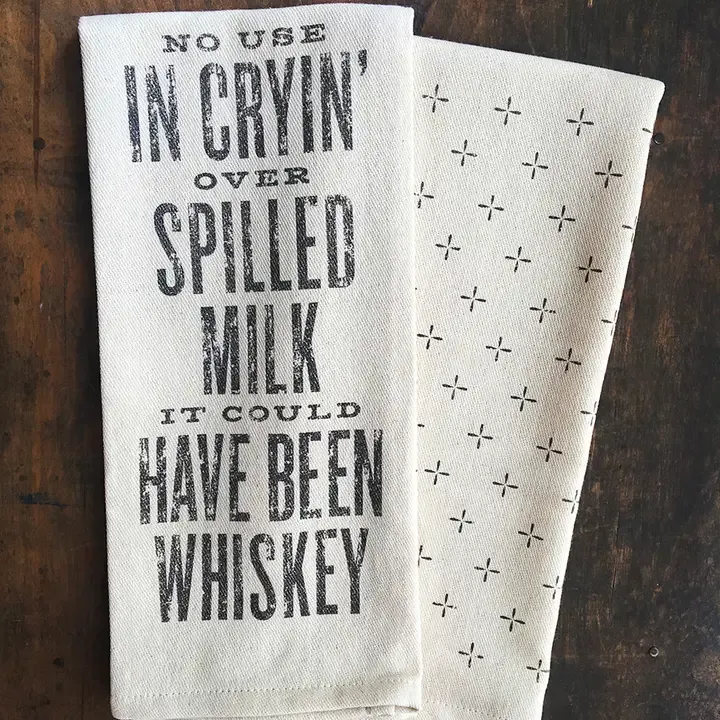 NO USE
IN CRYIN'
OVER
SPILLED
MILK
IT COULD
HAVE BEEN
WHISKEY